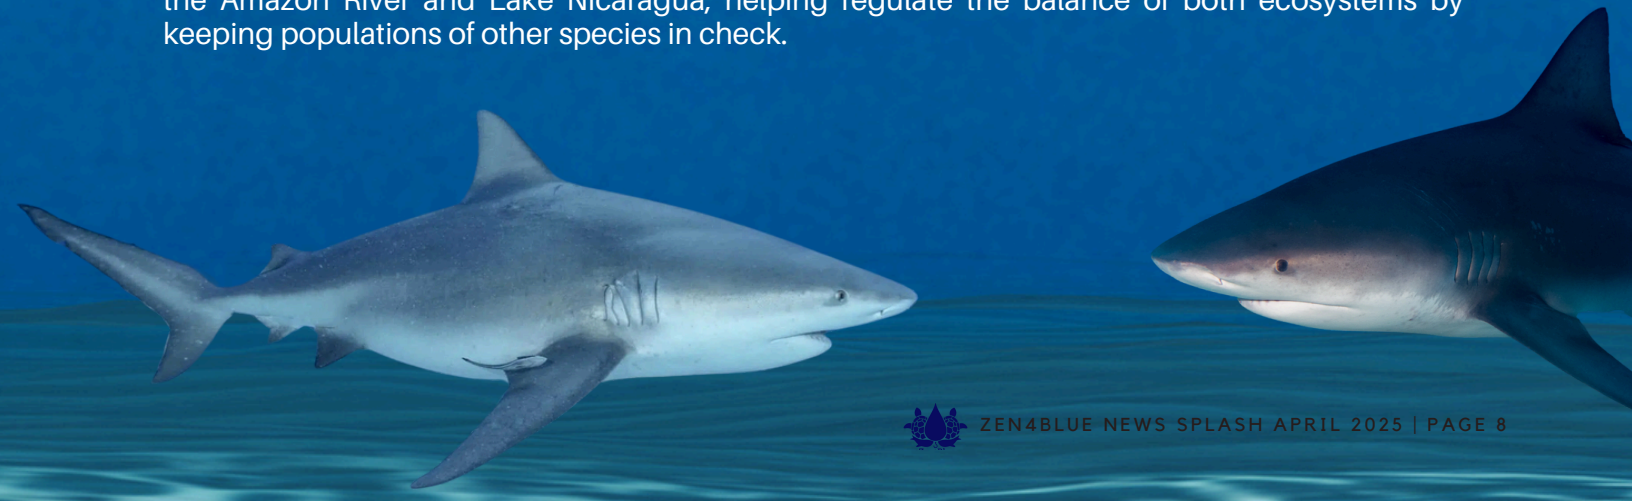 the Amazon River and Lake Nicaragua, helping regulate the balance of both ecosystems by
keeping populations of other species in check.
ZEN4BLUE NEWS SPLASH APRIL 2025 | PAGE 8